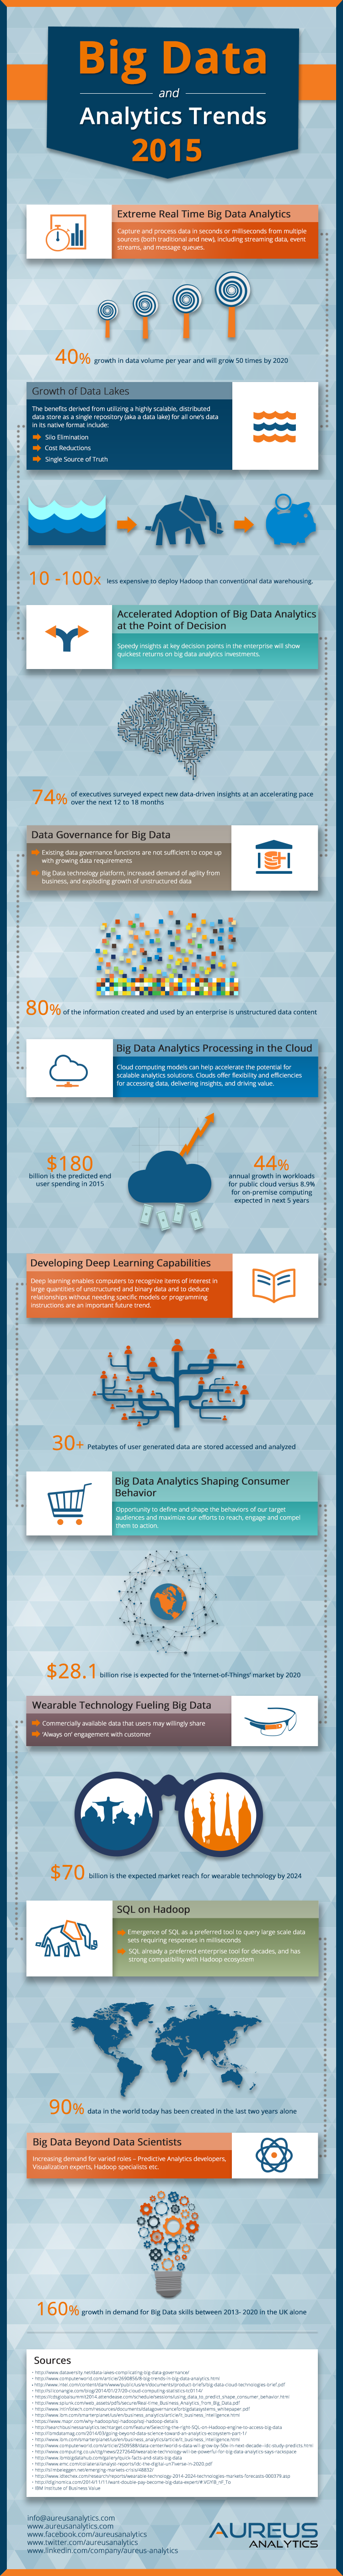 Big Data
and
Analytics Trends
2015
Extreme Real Time Big Data Analytics
Capture and process data in seconds or milliseconds from multiple
sources (both traditional and new), including streaming data, event
streams, and message queues.
40% growth in data volume per year and will grow 50 times by 2020
Growth of Data Lakes
The benefits derived from utilizing a highly scalable, distributed
data store as a single repository (aka a data lake) for all one's data
in its native format include:
Silo Elimination
Cost Reductions
Single Source of Truth
10 -100x less expensive to deploy Hadoop than conventional data warehousing.
Accelerated Adoption of Big Data Analytics
at the Point of Decision
Speedy insights at key decision points in the enterprise will show
quickest returns on big data analytics investments.
74% of executives surveyed expect new data-driven insights at an accelerating pace
over the next 12 to 18 months
Data Governance for Big Data
Existing data governance functions are not sufficient to cope up
with growing data requirements
Big Data technology platform, increased demand of agility from
business, and exploding growth of unstructured data
80% of the information created and used by an enterprise is unstructured data content
Big Data Analytics Processing in the Cloud
Cloud computing models can help accelerate the potential for
scalable analytics solutions. Clouds offer flexibility and efficiencies
for accessing data, delivering insights, and driving value.
$180
billion is the predicted end
user spending in 2015
44%
annual growth in workloads
for public cloud versus 8.9%
for on-premise computing
expected in next 5 years
Developing Deep Learning Capabilities
Deep learning enables computers to recognize items of interest in
large quantities of unstructured and binary data and to deduce
relationships without needing specific models or programming
instructions are an important future trend.
30+ Petabytes of user generated data are stored accessed and analyzed
Big Data Analytics Shaping Consumer
Behavior
Opportunity to define and shape the behaviors of our target
audiences and maximize our efforts to reach, engage and compel
them to action.
$28.1 billion rise is expected for the 'Internet-of-Things' market by 2020
Wearable Technology Fueling Big Data
Commercially available data that users may willingly share
'Always on' engagement with customer
$70 billion is the expected market reach for wearable technology by 2024
SQL on Hadoop
Emergence of SQL as a preferred tool to query large scale data
sets requiring responses in milliseconds
SQL already a preferred enterprise tool for decades, and has
strong compatibility with Hadoop ecosystem
90% data in the world today has been created in the last two years alone
Big Data Beyond Data Scientists
Increasing demand for varied roles – Predictive Analytics developers,
Visualization experts, Hadoop specialists etc.
160% growth in demand for Big Data skills between 2013- 2020 in the UK alone
Sources
IBM Institute of Business Value
info@aureusanalytics.com
www.aureusanalytics.com
www.facebook.com/aureusanalytics
www.twitter.com/aureusanalytics
www.linkedin.com/company/aureus-analytics
AUREUS
ANALYTICS